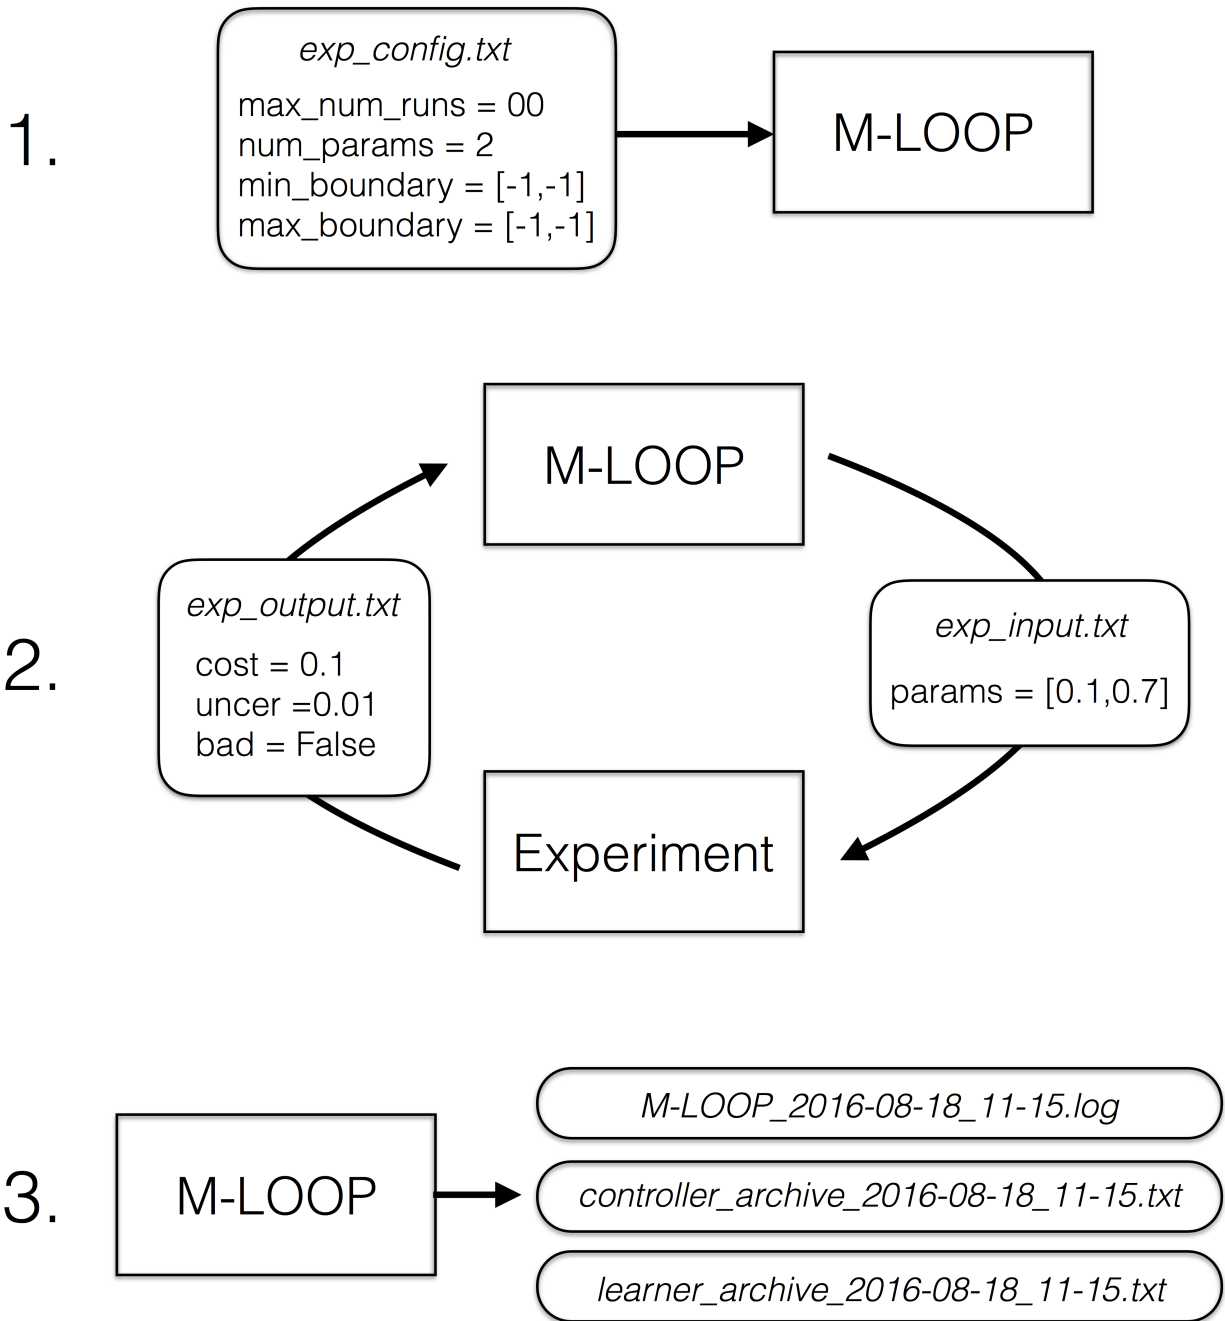 1.
exp_config.txt
max_num_runs = 00
num_params = 2
min_boundary = [-1,-1]
max_boundary = [-1,-1]
M-LOOP
2.
M-LOOP
exp_output.txt
cost = 0.1
uncer =0.01
bad = False
exp_input.txt
params = [0.1,0.7]
Experiment
3.
M-LOOP
M-LOOP_2016-08-18_11-15.log
controller_archive_2016-08-18_11-15.txt
learner_archive_2016-08-18_11-15.txt